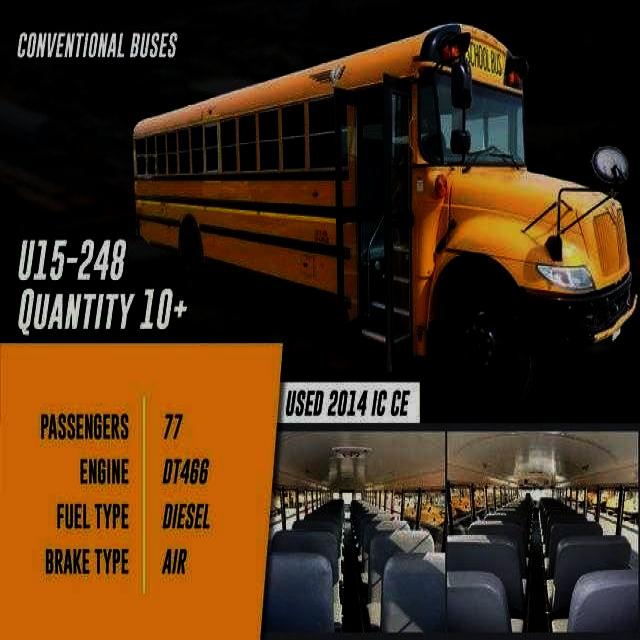 CONVENTIONAL BUSES
SCHOOL BUS
U15-248
QUANTITY 10+
USED 2014 IC CE
PASSENGERS 77
ENGINE DT466
FUEL TYPE DIESEL
BRAKE TYPE AIR